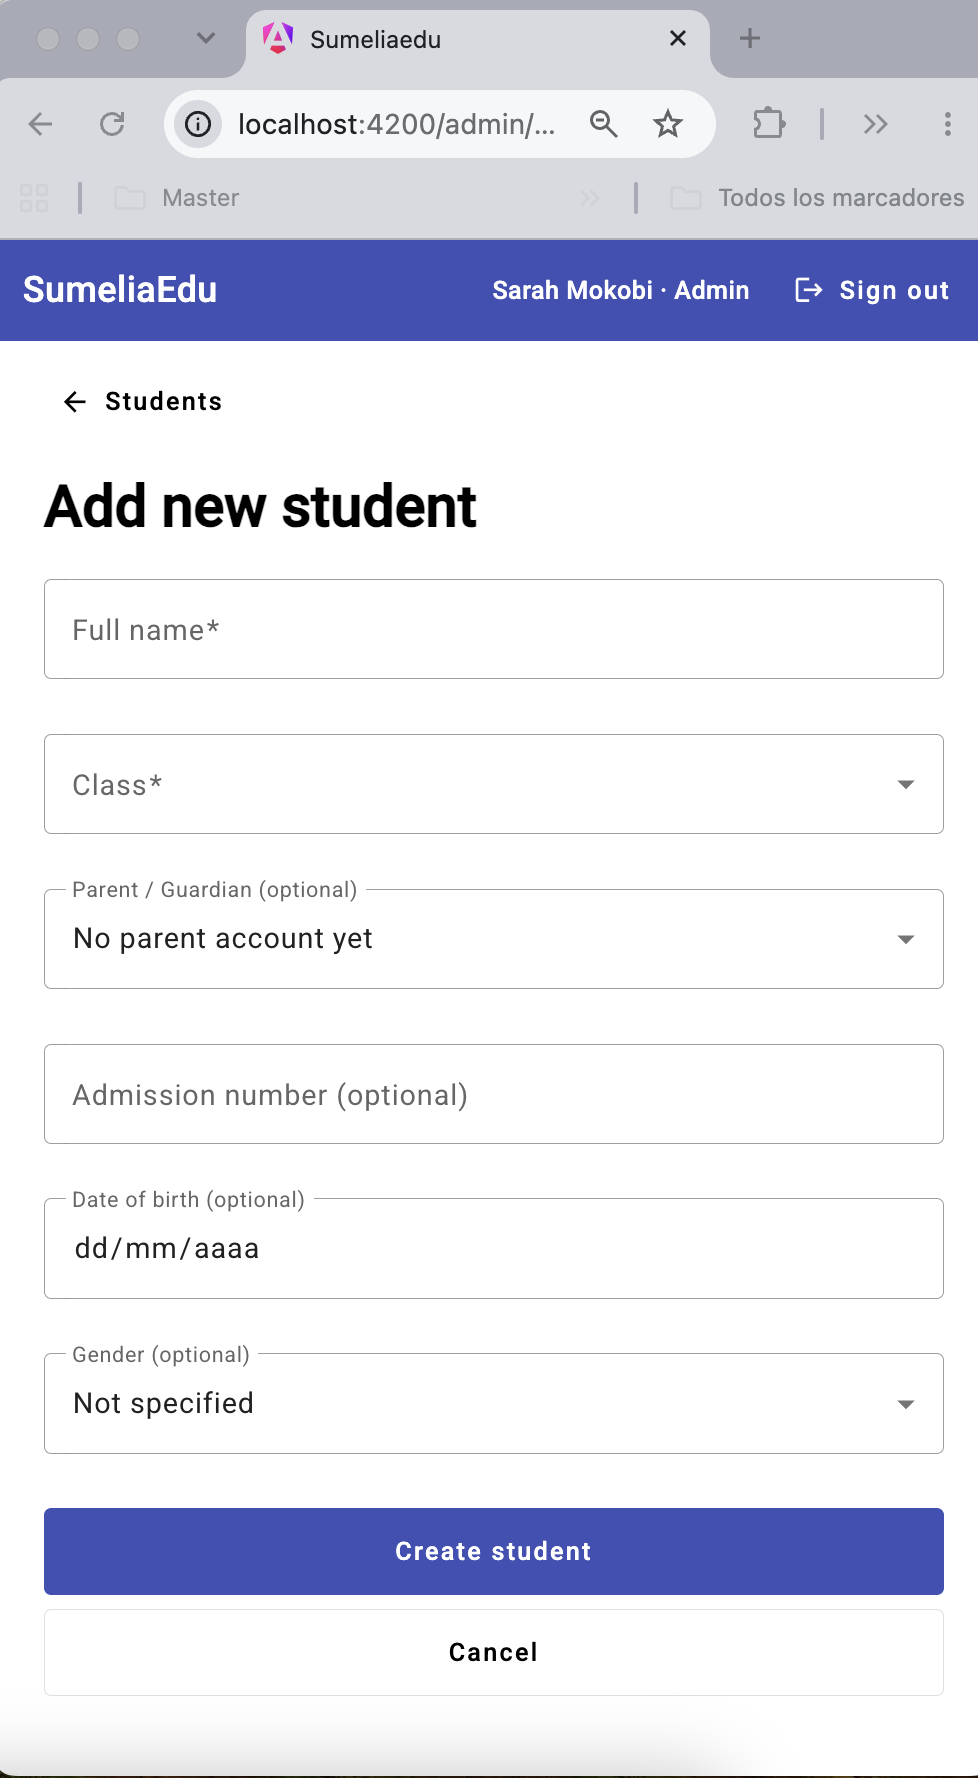 Sumeliaedu
localhost:4200/admin/...
Master
Todos los marcadores
SumeliaEdu
Sarah Mokobi · Admin
Sign out
Students
Add new student
Full name*
Class*
Parent / Guardian (optional)
No parent account yet
Admission number (optional)
Date of birth (optional)
dd/mm/aaaa
Gender (optional)
Not specified
Create student
Cancel